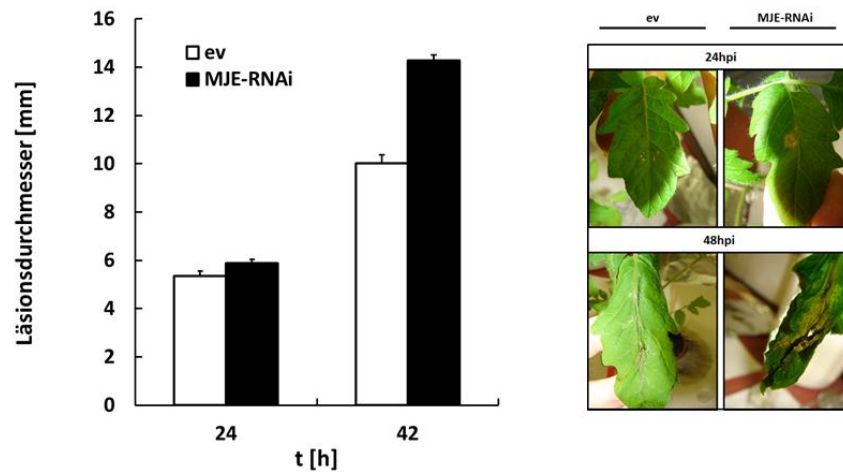 16
14
12
10
8
6
4
2
0
Läsionsdurchmesser [mm]
ev
MJE-RNAi
24
42
t [h]
ev
MJE-RNAi
24hpi
48hpi